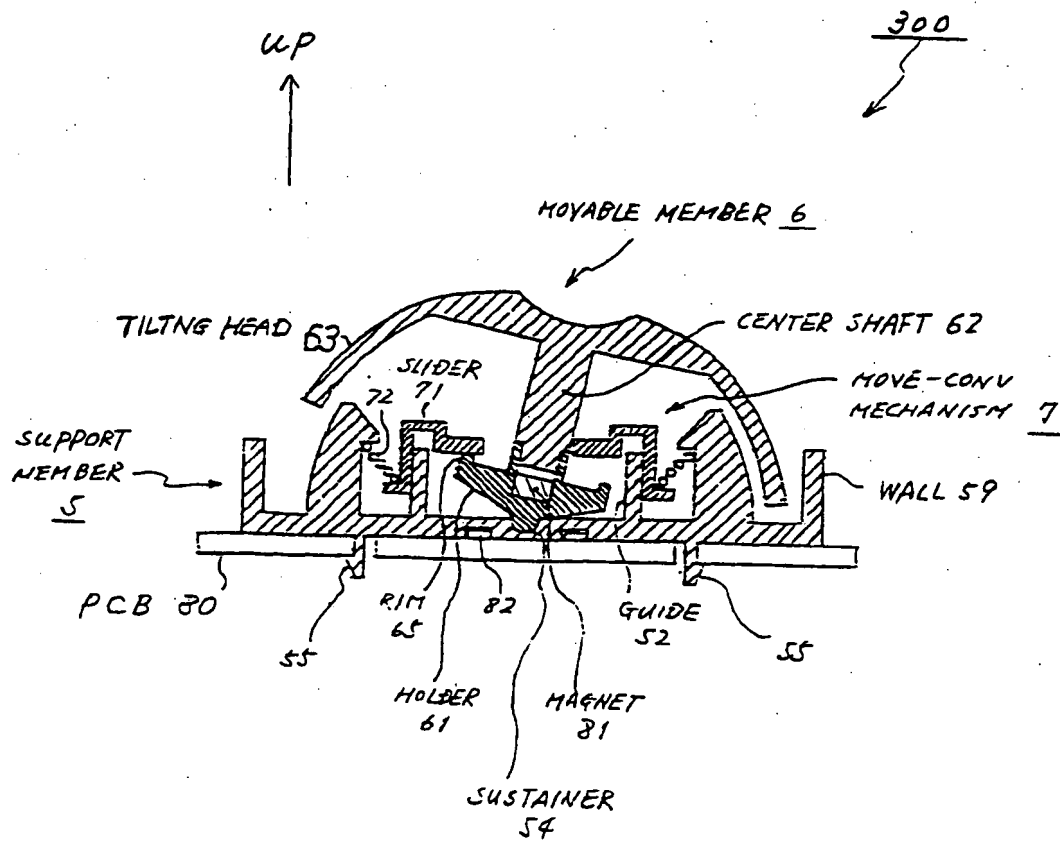 300
UP
MOVABLE MEMBER 6
TILTNG HEAD 63
CENTER SHAFT 62
SLIDER
71
MOVE-CONV
MECHANISM 7
72
SUPPORT
MEMBER
5
WALL 59
PCB 80
55
RIM
65
82
GUIDE
52
55
HOLDER
61
MAGNET
81
SUSTAINER
54